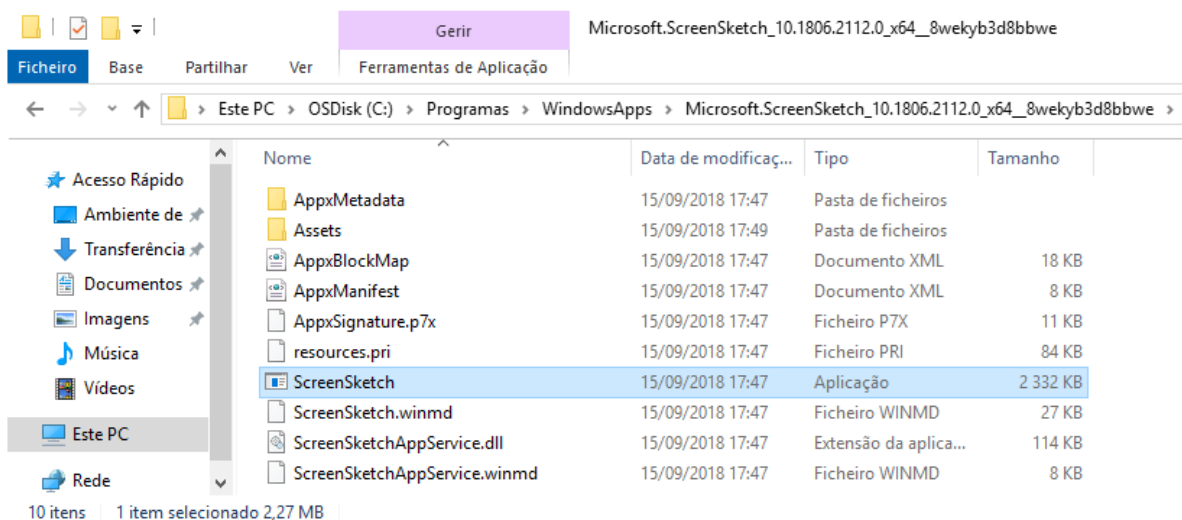 Gerir Microsoft.ScreenSketch_10.1806.2112.0_x64__8wekyb3d8bbwe
Ficheiro Base Partilhar Ver Ferramentas de Aplicação
Este PC > OSDisk (C:) > Programas > WindowsApps > Microsoft.ScreenSketch_10.1806.2112.0_x64__8wekyb3d8bbwe >
Acesso Rápido
Ambiente de
Transferência
Documentos
Imagens
Música
Vídeos
Este PC
Rede
Nome Data de modificaç... Tipo Tamanho
AppxMetadata 15/09/2018 17:47 Pasta de ficheiros
Assets 15/09/2018 17:49 Pasta de ficheiros
AppxBlockMap 15/09/2018 17:47 Documento XML 18 KB
AppxManifest 15/09/2018 17:47 Documento XML 8 KB
AppxSignature.p7x 15/09/2018 17:47 Ficheiro P7X 11 KB
resources.pri 15/09/2018 17:47 Ficheiro PRI 84 KB
ScreenSketch 15/09/2018 17:47 Aplicação 2 332 KB
ScreenSketch.winmd 15/09/2018 17:47 Ficheiro WINMD 27 KB
ScreenSketchAppService.dll 15/09/2018 17:47 Extensão da aplica... 114 KB
ScreenSketchAppService.winmd 15/09/2018 17:47 Ficheiro WINMD 8 KB
10 itens 1 item selecionado 2,27 MB